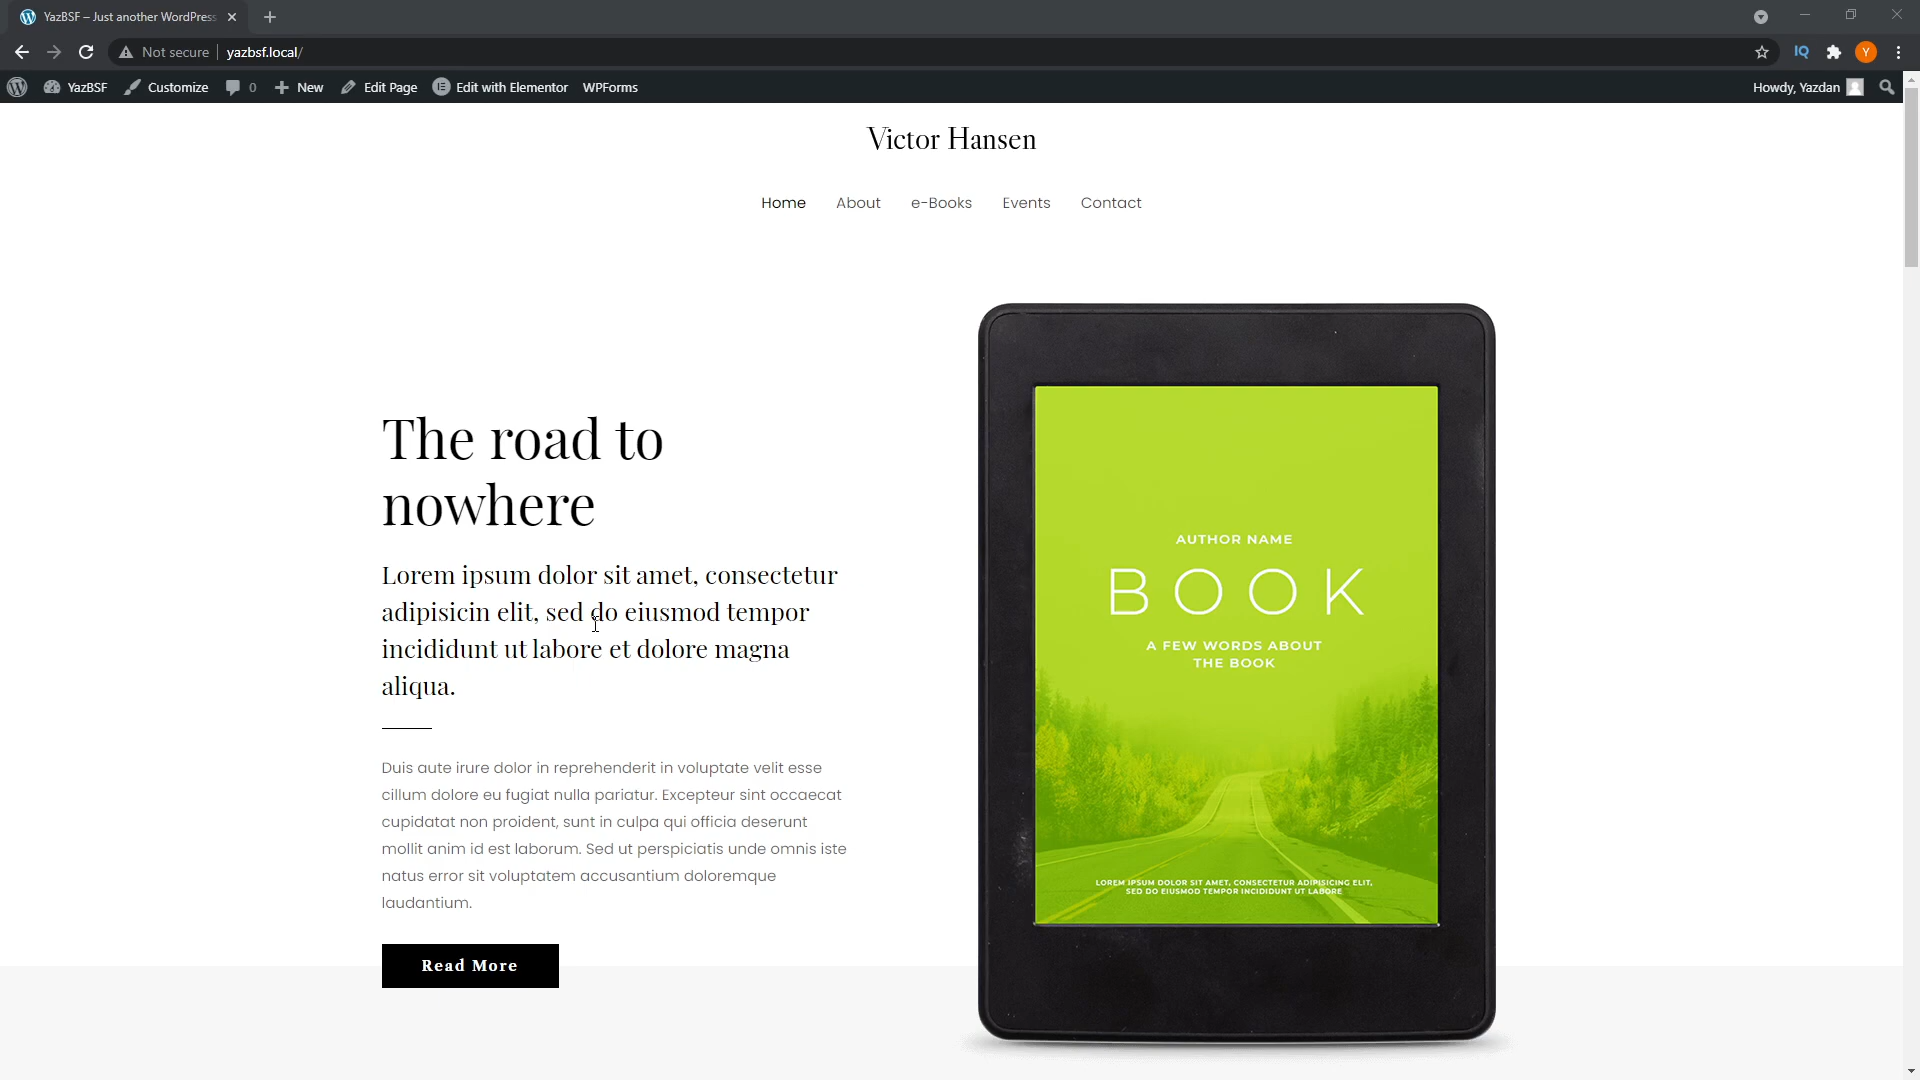 YazBSF – Just another WordPress
Not secure
yazbsf.local/
YazBSF Customize 0 New Edit Page Edit with Elementor WPForms Howdy, Yazdan
IQ
Y
Victor Hansen
Home About e-Books Events Contact
The road to
nowhere
Lorem ipsum dolor sit amet, consectetur
adipisicin elit, sed do eiusmod tempor
incididunt ut labore et dolore magna
aliqua.
Duis aute irure dolor in reprehenderit in voluptate velit esse
cillum dolore eu fugiat nulla pariatur. Excepteur sint occaecat
cupidatat non proident, sunt in culpa qui officia deserunt
mollit anim id est laborum. Sed ut perspiciatis unde omnis iste
natus error sit voluptatem accusantium doloremque
laudantium.
Read More
AUTHOR NAME
BOOK
A FEW WORDS ABOUT
THE BOOK
LOREM IPSUM DOLOR SIT AMET, CONSECTETUR ADIPISICING ELIT,
SED DO EIUSMOD TEMPOR INCIDIDUNT UT LABORE